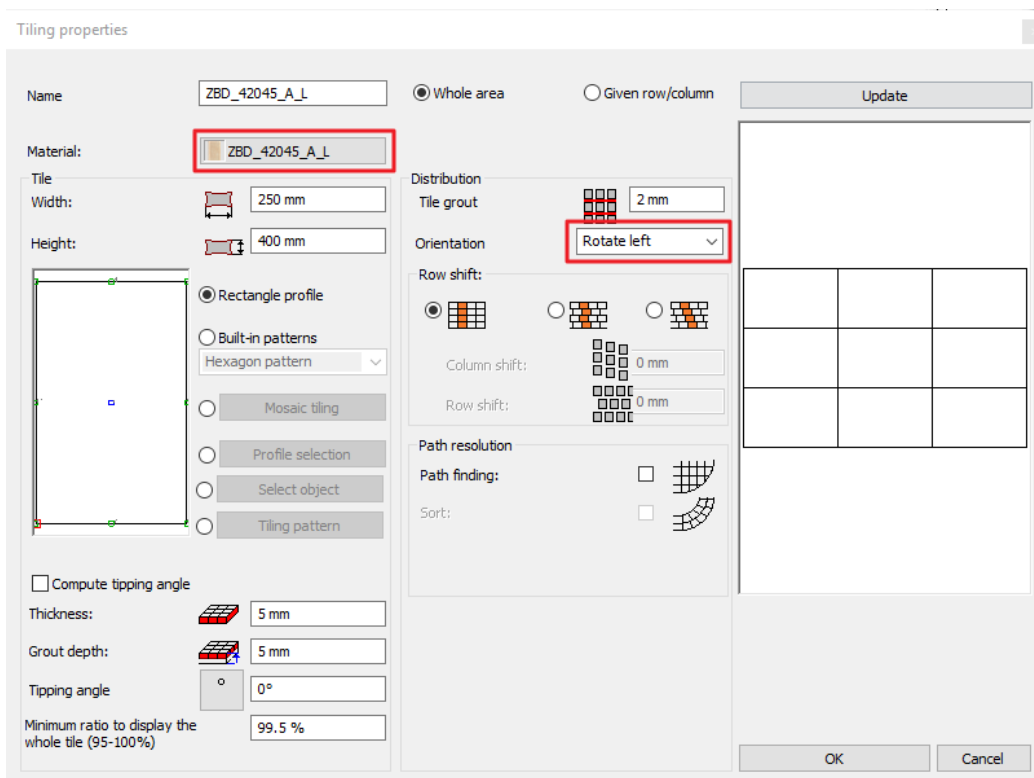 Tiling properties
Name
ZBD_42045_A_L
Whole area
Given row/column
Update
Material:
ZBD_42045_A_L
Tile
Width:
250 mm
Height:
400 mm
Rectangle profile
Built-in patterns
Hexagon pattern
Mosaic tiling
Profile selection
Select object
Tiling pattern
Compute tipping angle
Thickness:
5 mm
Grout depth:
5 mm
Tipping angle
0°
Minimum ratio to display the
whole tile (95-100%)
99.5 %
Distribution
Tile grout
2 mm
Orientation
Rotate left
Row shift:
Column shift:
0 mm
Row shift:
0 mm
Path resolution
Path finding:
Sort:
OK
Cancel